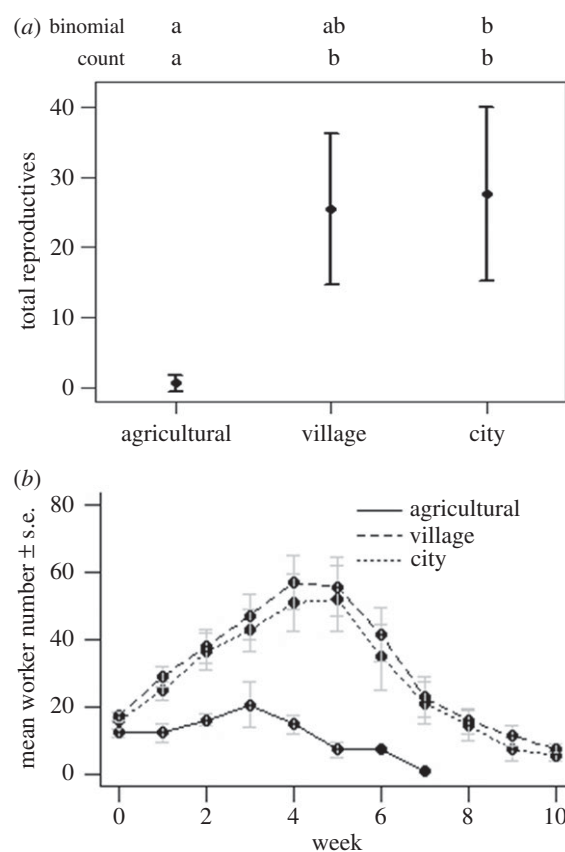 (a) binomial a ab b
count a b b
40
30
20
10
0
total reproductives
agricultural village city
(b)
80
60
40
20
0
mean worker number ± s.e.
agricultural
village
city
0 2 4 6 8 10
week